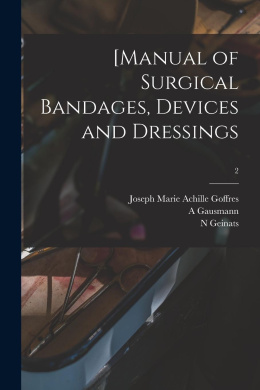 [Manual of
Surgical
Bandages, Devices
and Dressings
; 2
Joseph Marie Achille Goffres
A Gausmann
N Geinats